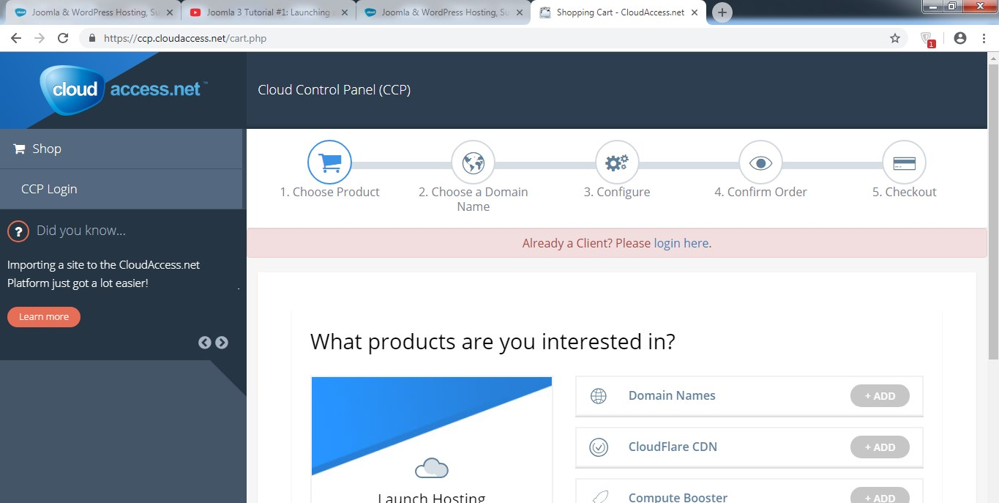 Joomla & WordPress Hosting, Su
Joomla 3 Tutorial #1: Launching a
Joomla & WordPress Hosting, Su
Shopping Cart - CloudAccess.net
https://ccp.cloudaccess.net/cart.php
1
cloud access.net™
Cloud Control Panel (CCP)
Shop
CCP Login
? Did you know...
Importing a site to the CloudAccess.net
Platform just got a lot easier!
.
Learn more
1. Choose Product
2. Choose a Domain
Name
3. Configure
4. Confirm Order
5. Checkout
Already a Client? Please login here.
What products are you interested in?
Launch Hosting
Domain Names
+ ADD
CloudFlare CDN
+ ADD
Compute Booster
+ ADD